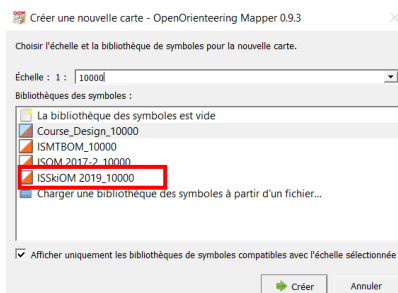 Créer une nouvelle carte - OpenOrienteering Mapper 0.9.3
Choisir l'échelle et la bibliothèque de symboles pour la nouvelle carte.
Échelle : 1 : 10000
Bibliothèques des symboles :
La bibliothèque des symboles est vide
Course_Design_10000
ISMTBOM_10000
ISOM 2017-2_10000
ISSkiOM 2019_10000
Charger une bibliothèque des symboles à partir d'un fichier...
Afficher uniquement les bibliothèques de symboles compatibles avec l'échelle sélectionnée
Créer Annuler